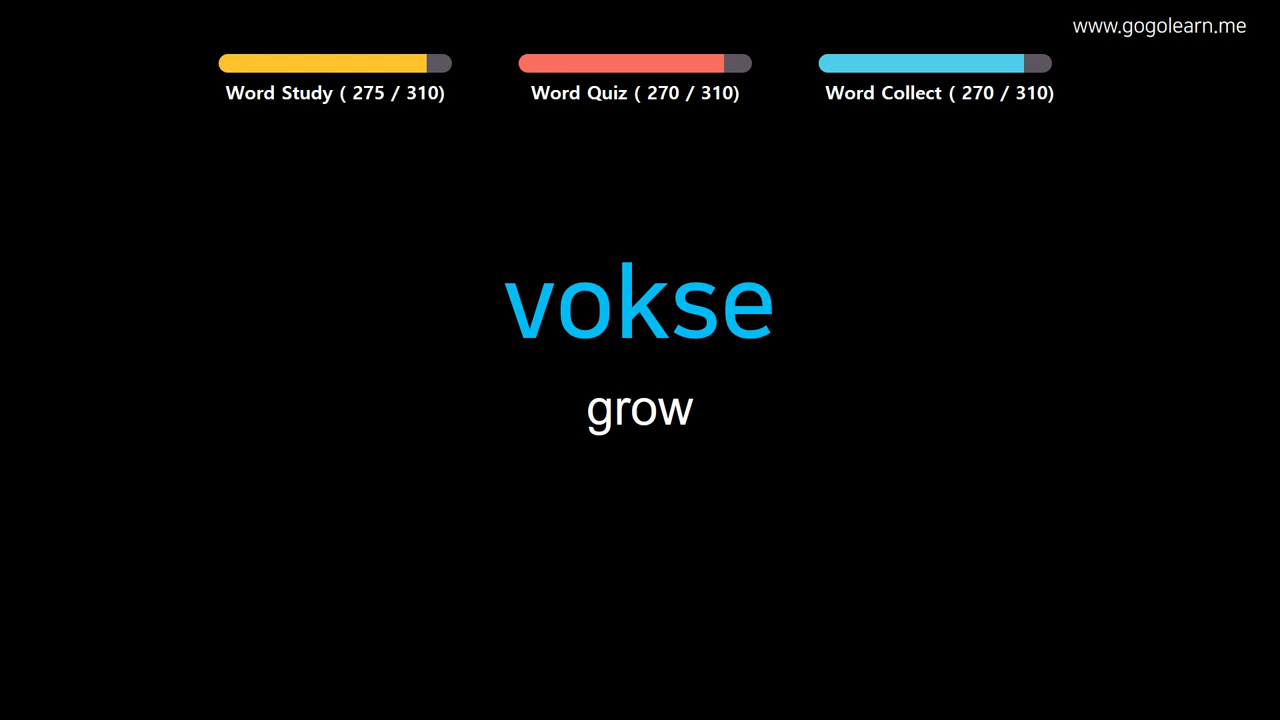 www.gogolearn.me
Word Study ( 275 / 310)
Word Quiz ( 270 / 310)
Word Collect ( 270 / 310)
vokse
grow